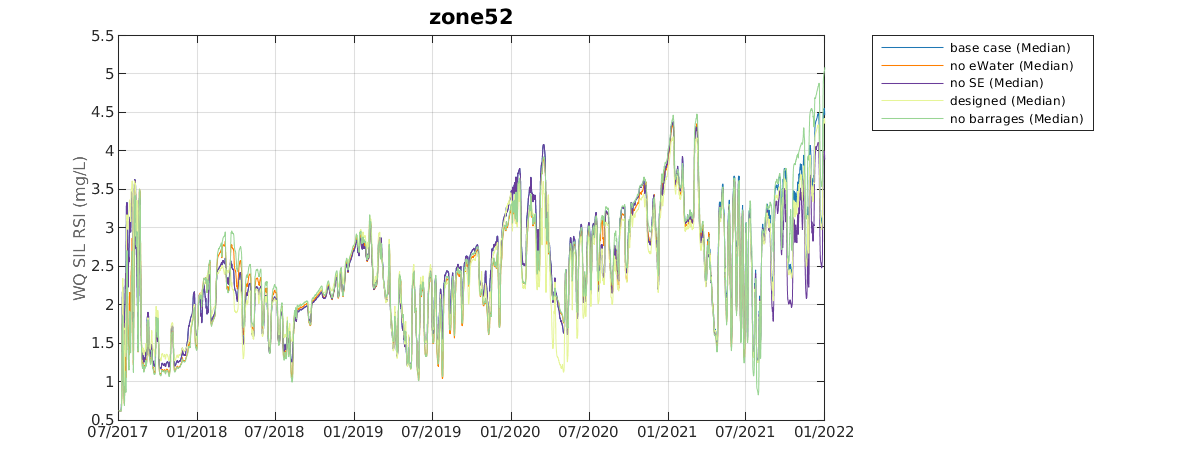 zone52
5.5
5
4.5
4
3.5
3
2.5
2
1.5
1
0.5
WQ SIL RSI (mg/L)
07/2017 01/2018 07/2018 01/2019 07/2019 01/2020 07/2020 01/2021 07/2021 01/2022
base case (Median)
no eWater (Median)
no SE (Median)
designed (Median)
no barrages (Median)